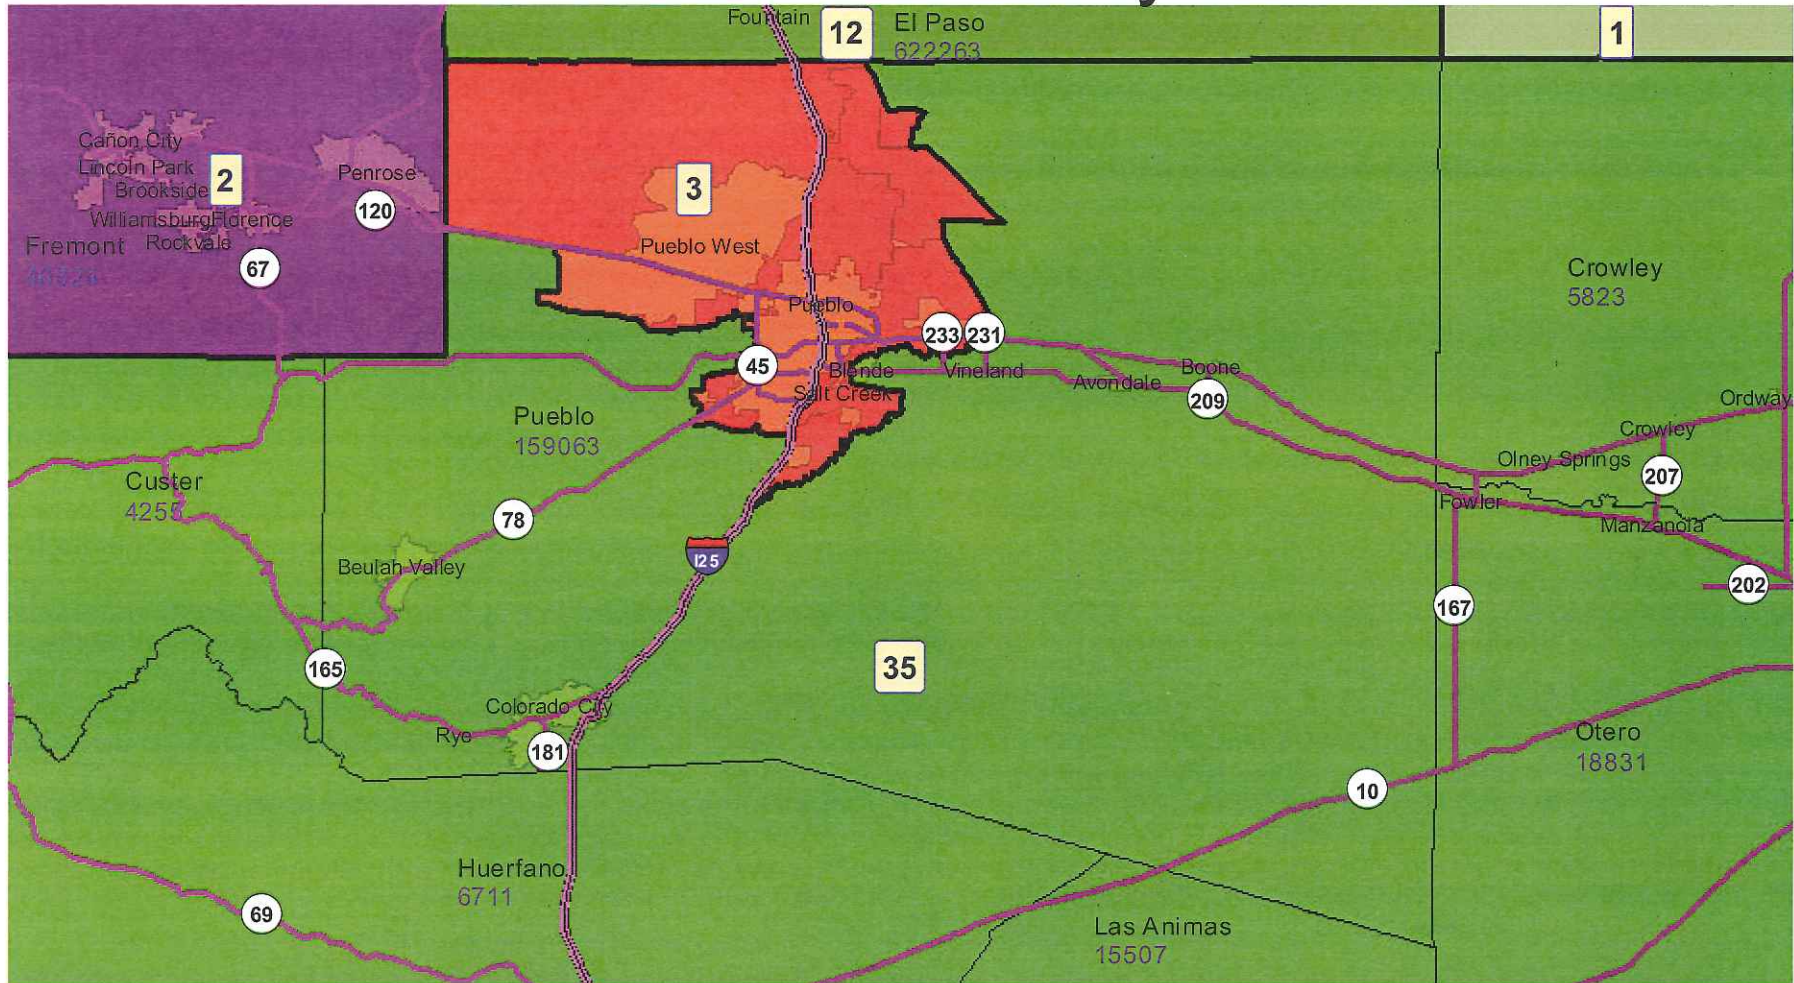 Fountain
12
El Paso
622263
1
Cañon City
Lincoln Park
Brookside
2
Penrose
120
Williamsburg
Florence
Rockvale
Fremont
67
3
Pueblo West
Pueblo
233
231
Crowley
5823
45
Blende
Vineland
Salt Creek
Avondale
Boone
209
Ordway
Crowley
Olney Springs
207
Fowler
Manzanola
202
Pueblo
159063
Custer
4255
78
Beulah Valley
I25
167
165
35
Colorado City
Rye
181
Otero
18831
10
Huerfano
6711
69
Las Animas
15507